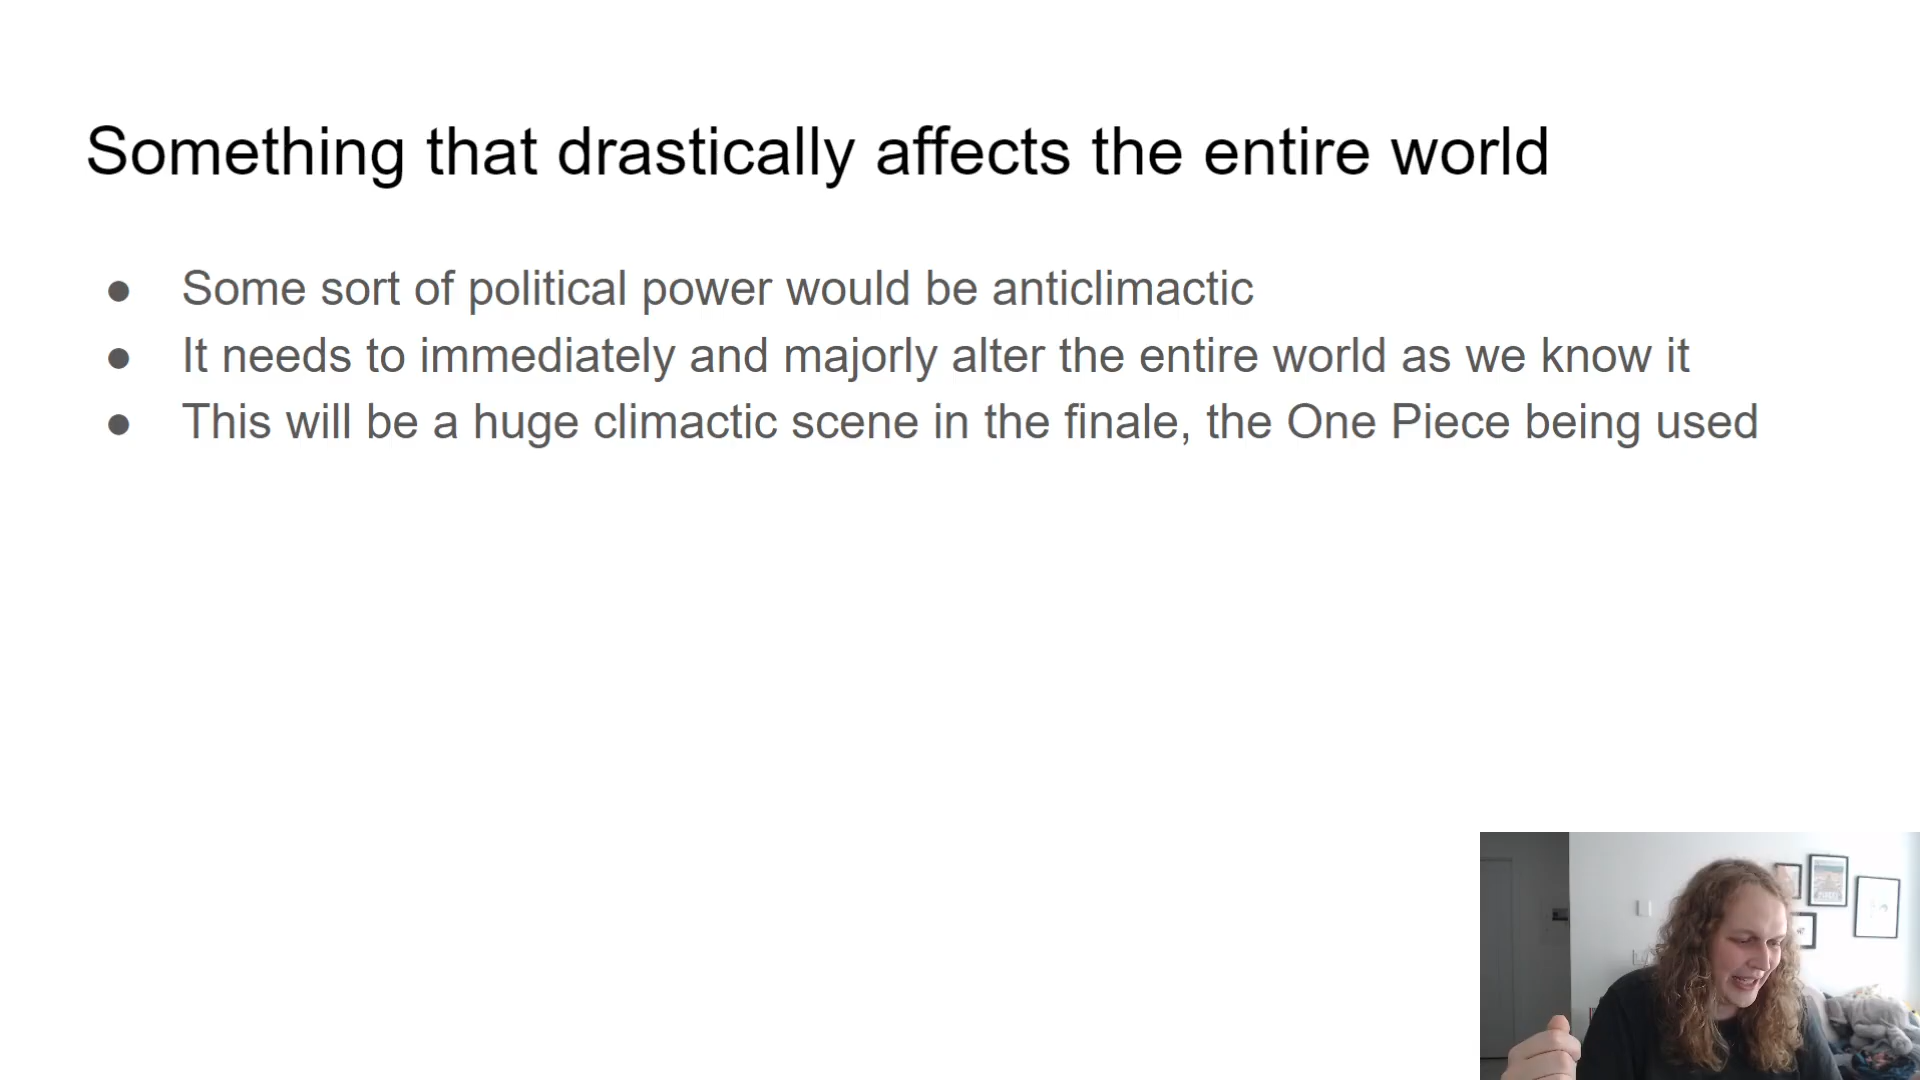 Something that drastically affects the entire world
● Some sort of political power would be anticlimactic
● It needs to immediately and majorly alter the entire world as we know it
● This will be a huge climactic scene in the finale, the One Piece being used